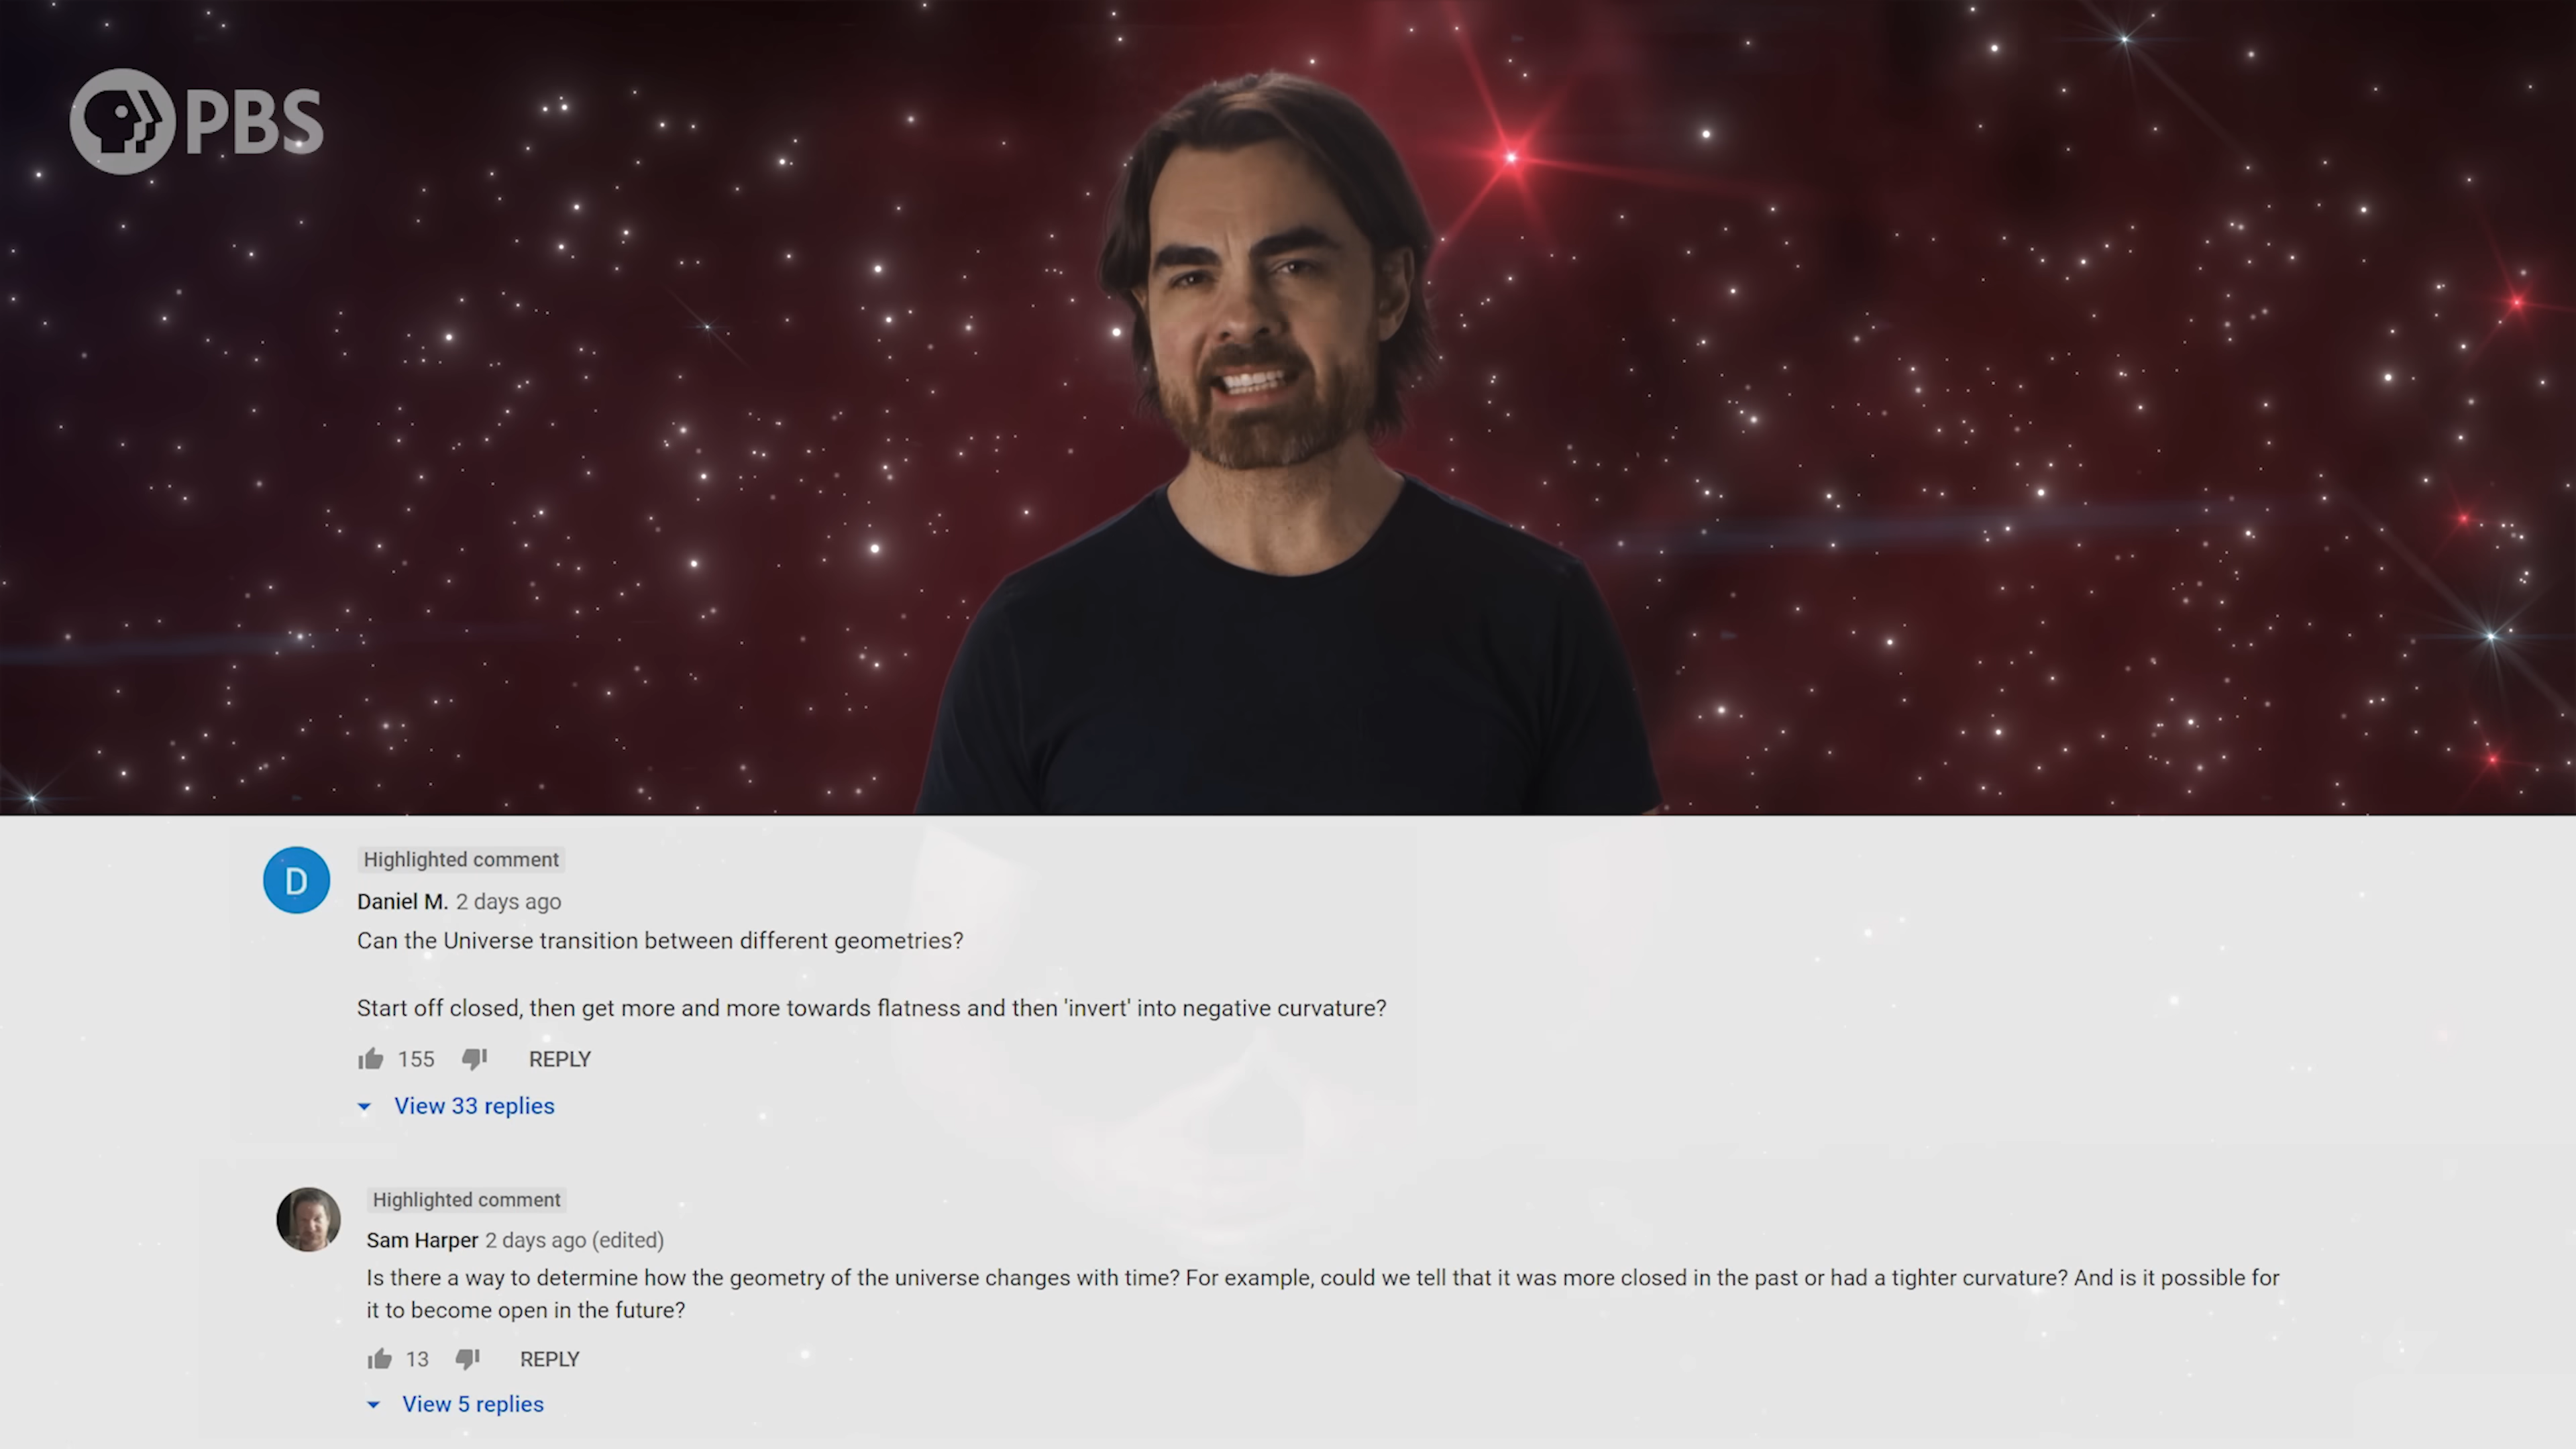 PBS
Highlighted comment
D
Daniel M. 2 days ago
Can the Universe transition between different geometries?
Start off closed, then get more and more towards flatness and then 'invert' into negative curvature?
155 REPLY
View 33 replies
Highlighted comment
Sam Harper 2 days ago (edited)
Is there a way to determine how the geometry of the universe changes with time? For example, could we tell that it was more closed in the past or had a tighter curvature? And is it possible for
it to become open in the future?
13 REPLY
View 5 replies